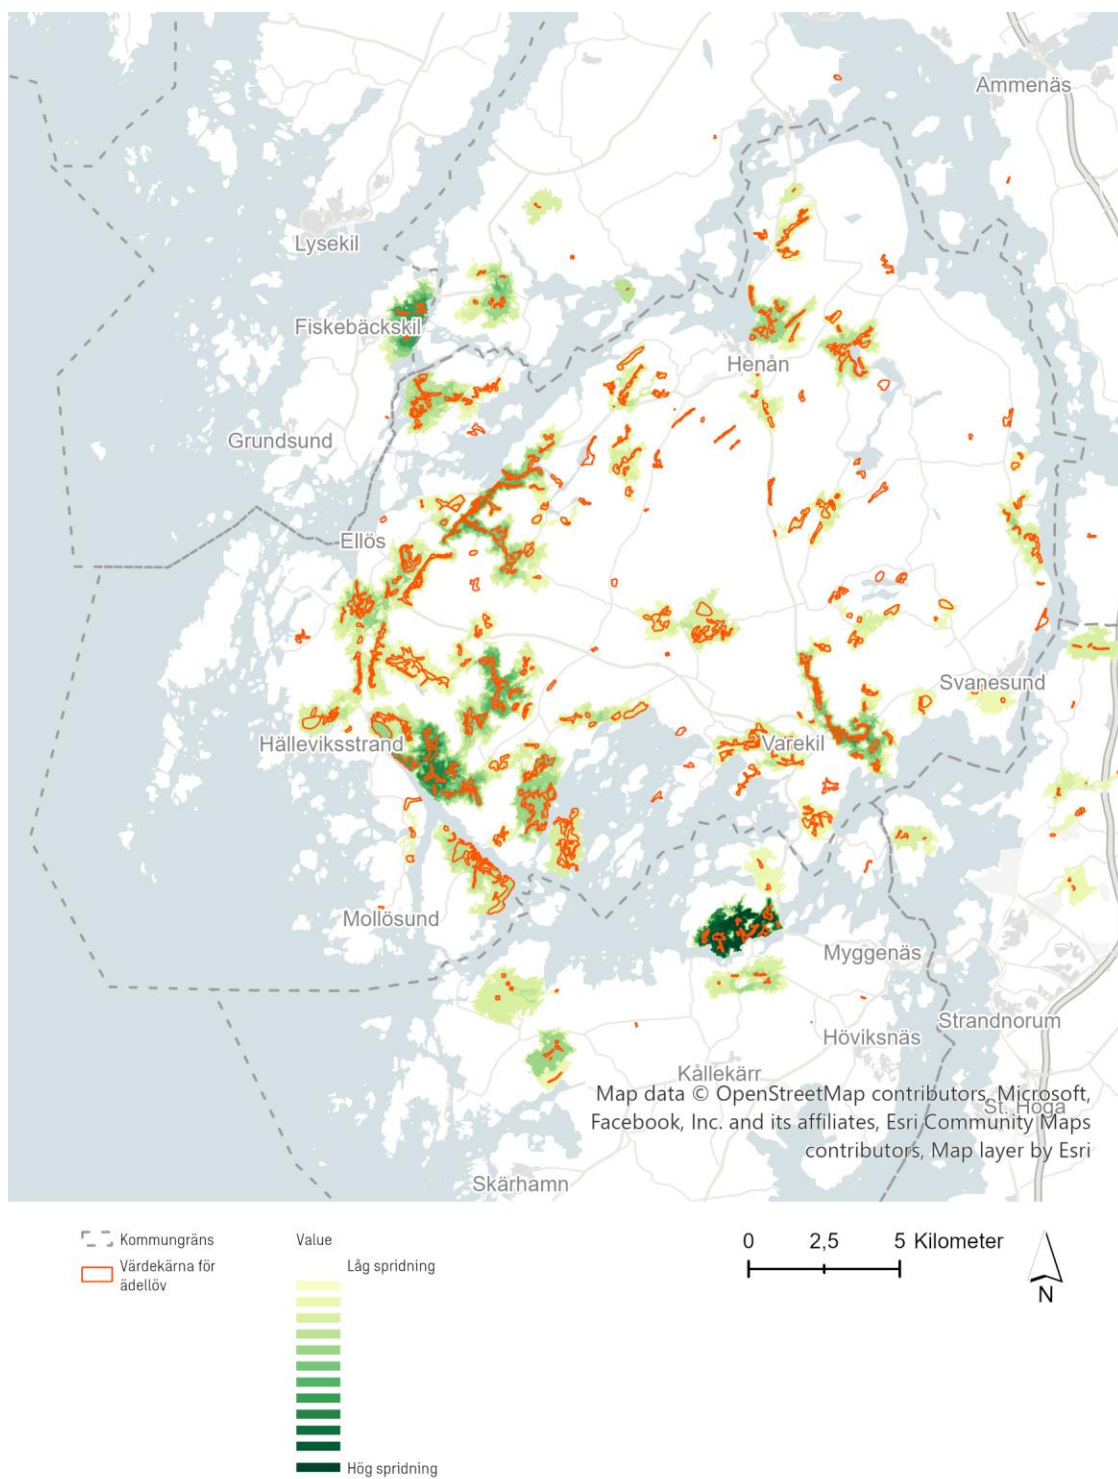 Ammenäs
Lysekil
Fiskebäckskil
Henån
Grundsund
Ellös
Svanesund
Hälleviksstrand
Varekil
Mollösund
Myggenäs
Strandnorum
Höviksnäs
Kållekärr
St. Höga
Map data © OpenStreetMap contributors, Microsoft,
Facebook, Inc. and its affiliates, Esri Community Maps
contributors, Map layer by Esri
Skärhamn
Kommungräns
Värdekärna för
ädellöv
Value
Låg spridning
Hög spridning
0 2,5 5 Kilometer
N